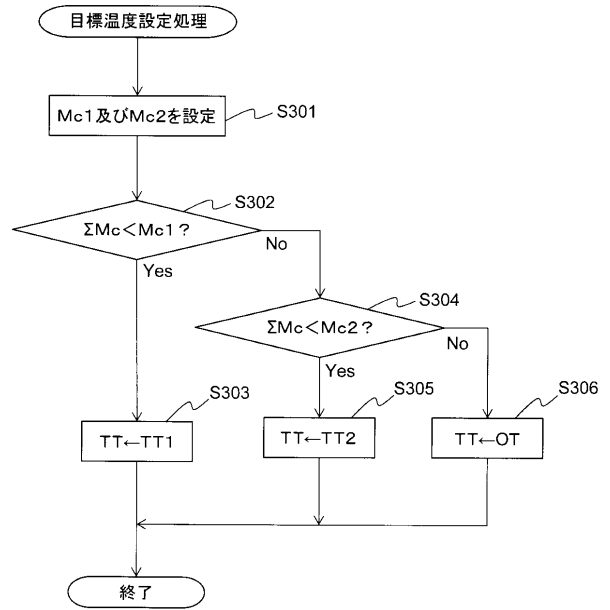 目標温度設定処理
Mc1及びMc2を設定
S301
S302
ΣMc<Mc1?
No
Yes
S304
ΣMc<Mc2?
No
Yes
S303
TT←TT1
S305
TT←TT2
S306
TT←OT
終了